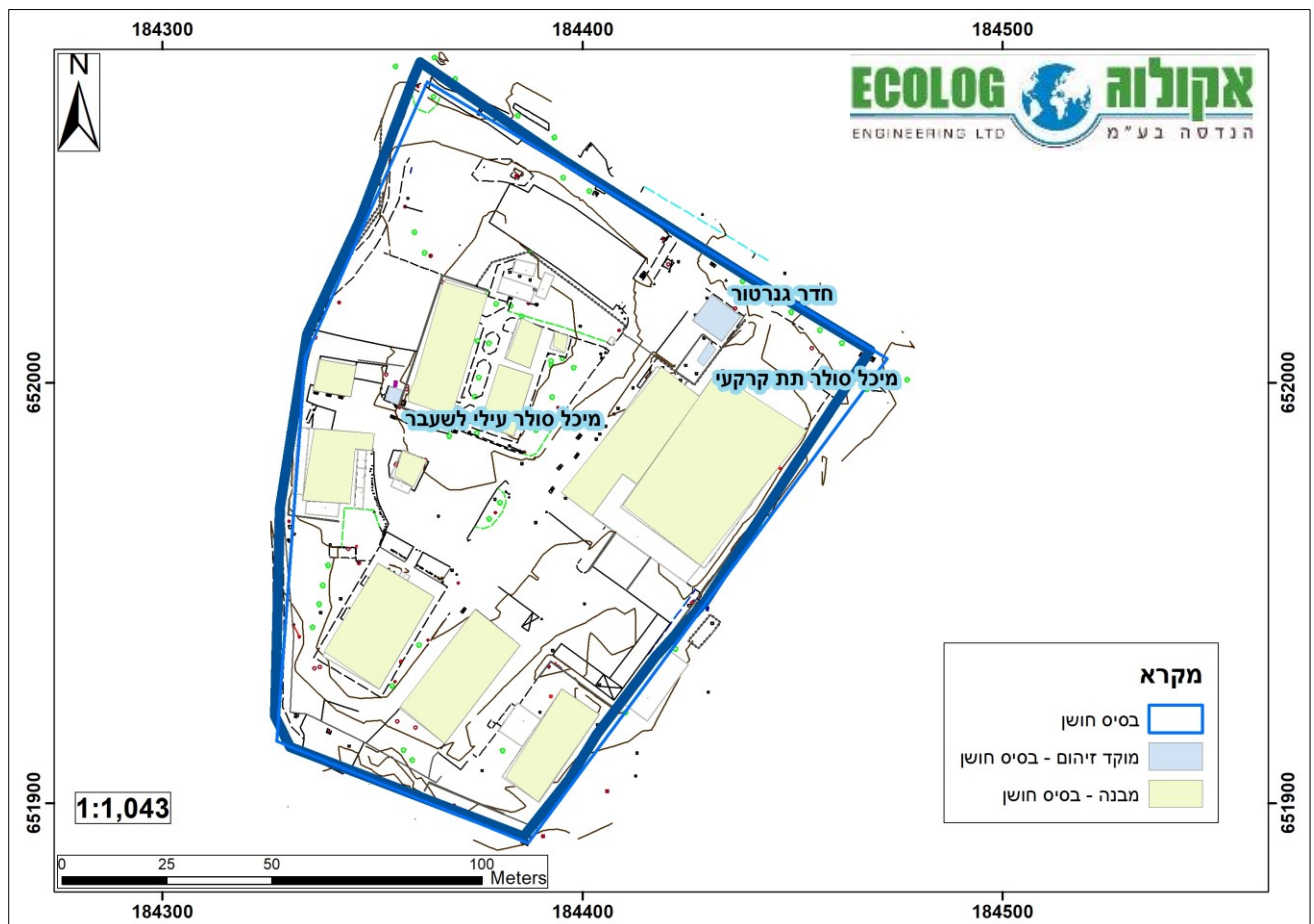 184300 184400 184500
N
ECOLOG אקולוג
ENGINEERING LTD הנדסה בע"מ
חדר גנרטור
652000 652000
מיכל סולר תת קרקעי
מיכל סולר עילי לשעבר
מקרא
בסיס חושן
מוקד זיהום - בסיס חושן
מבנה - בסיס חושן
651900 651900
1:1,043
0 25 50 100
Meters
184300 184400 184500